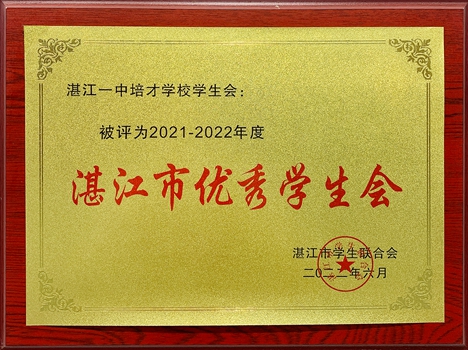 湛江一中培才学校学生会：
被评为2021-2022年度
湛江市优秀学生会
湛江市学生联合会
二〇二二年六月